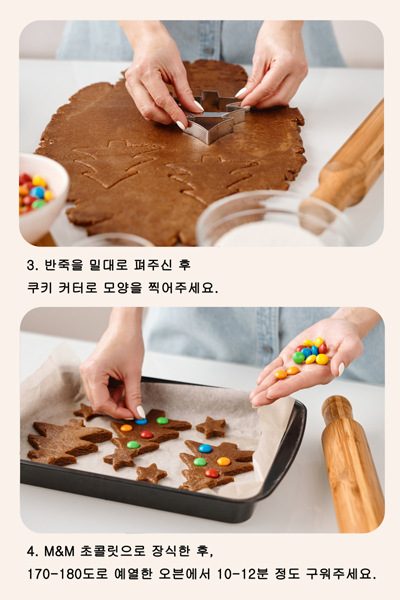 3. 반죽을 밀대로 펴주신 후
쿠키 커터로 모양을 찍어주세요.
4. M&M 초콜릿으로 장식한 후,
170-180도로 예열한 오븐에서 10-12분 정도 구워주세요.